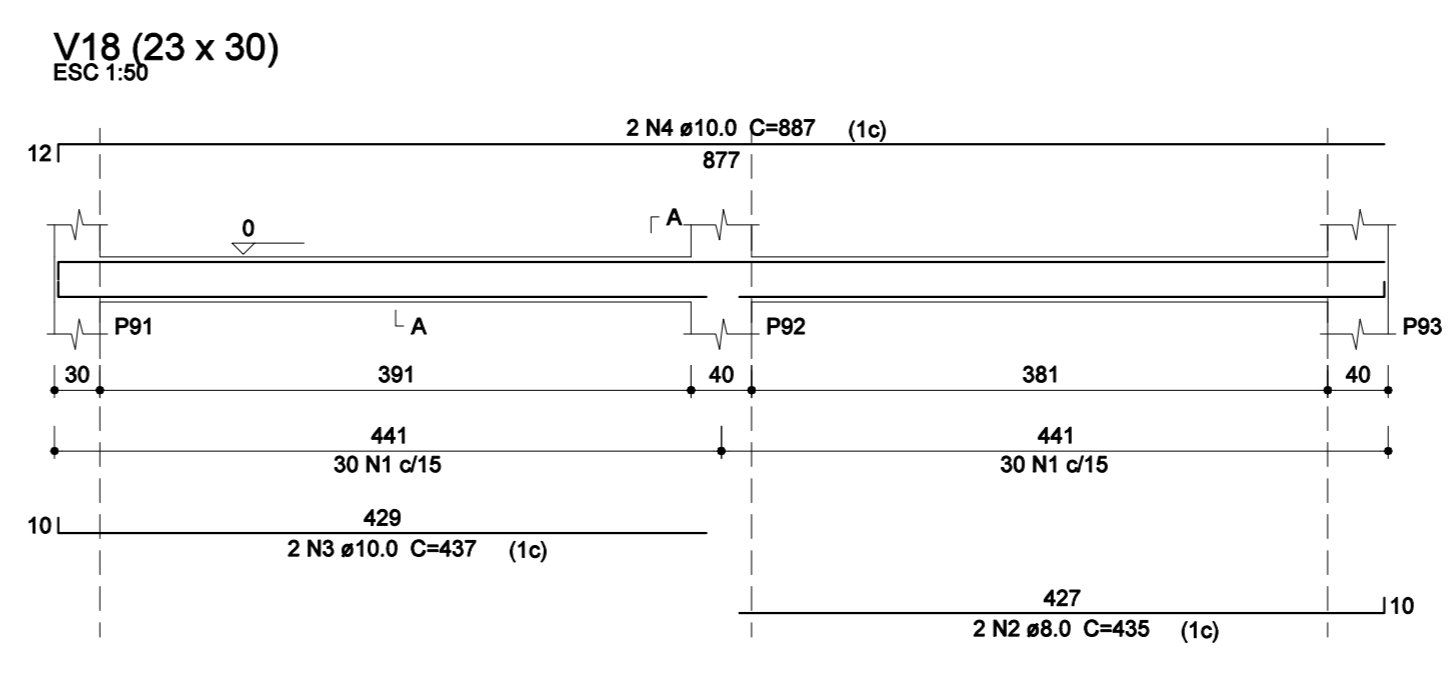 V18 (23 x 30)
ESC 1:50
2 N4 ø10.0 C=887 (1c)
12
877
A
0
P91
A
P92
P93
30
391
40
381
40
441
441
30 N1 c/15
30 N1 c/15
429
10
2 N3 ø10.0 C=437 (1c)
427
10
2 N2 ø8.0 C=435 (1c)